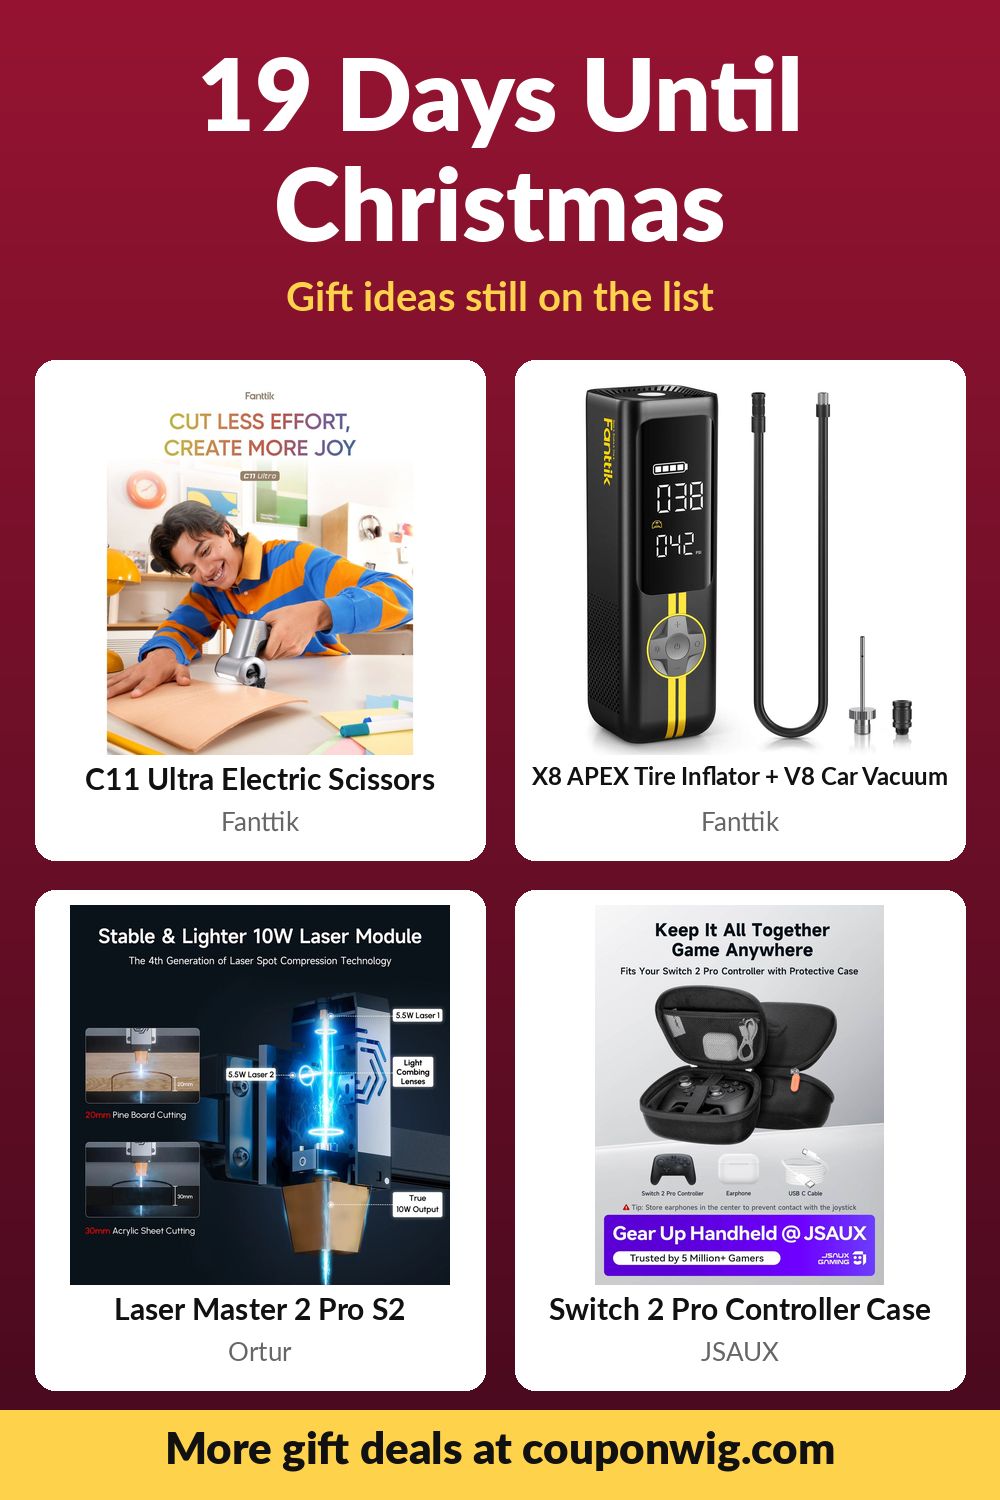 19 Days Until
Christmas
Gift ideas still on the list
Fanttik
CUT LESS EFFORT,
CREATE MORE JOY
C11 Ultra
C11 Ultra Electric Scissors
Fanttik
Fanttik
038
042
PSI
X8 APEX Tire Inflator + V8 Car Vacuum
Fanttik
Stable & Lighter 10W Laser Module
The 4th Generation of Laser Spot Compression Technology
5.5W Laser 1
5.5W Laser 2
Light
Combing
Lenses
20mm
20mm Pine Board Cutting
30mm
30mm Acrylic Sheet Cutting
True
10W Output
Laser Master 2 Pro S2
Ortur
Keep It All Together
Game Anywhere
Fits Your Switch 2 Pro Controller with Protective Case
Switch 2 Pro Controller
Earphone
USB C Cable
Tip: Store earphones in the center to prevent contact with the joystick
Gear Up Handheld @ JSAUX
Trusted by 5 Million+ Gamers
JSAUX
GAMING
Switch 2 Pro Controller Case
JSAUX
More gift deals at couponwig.com